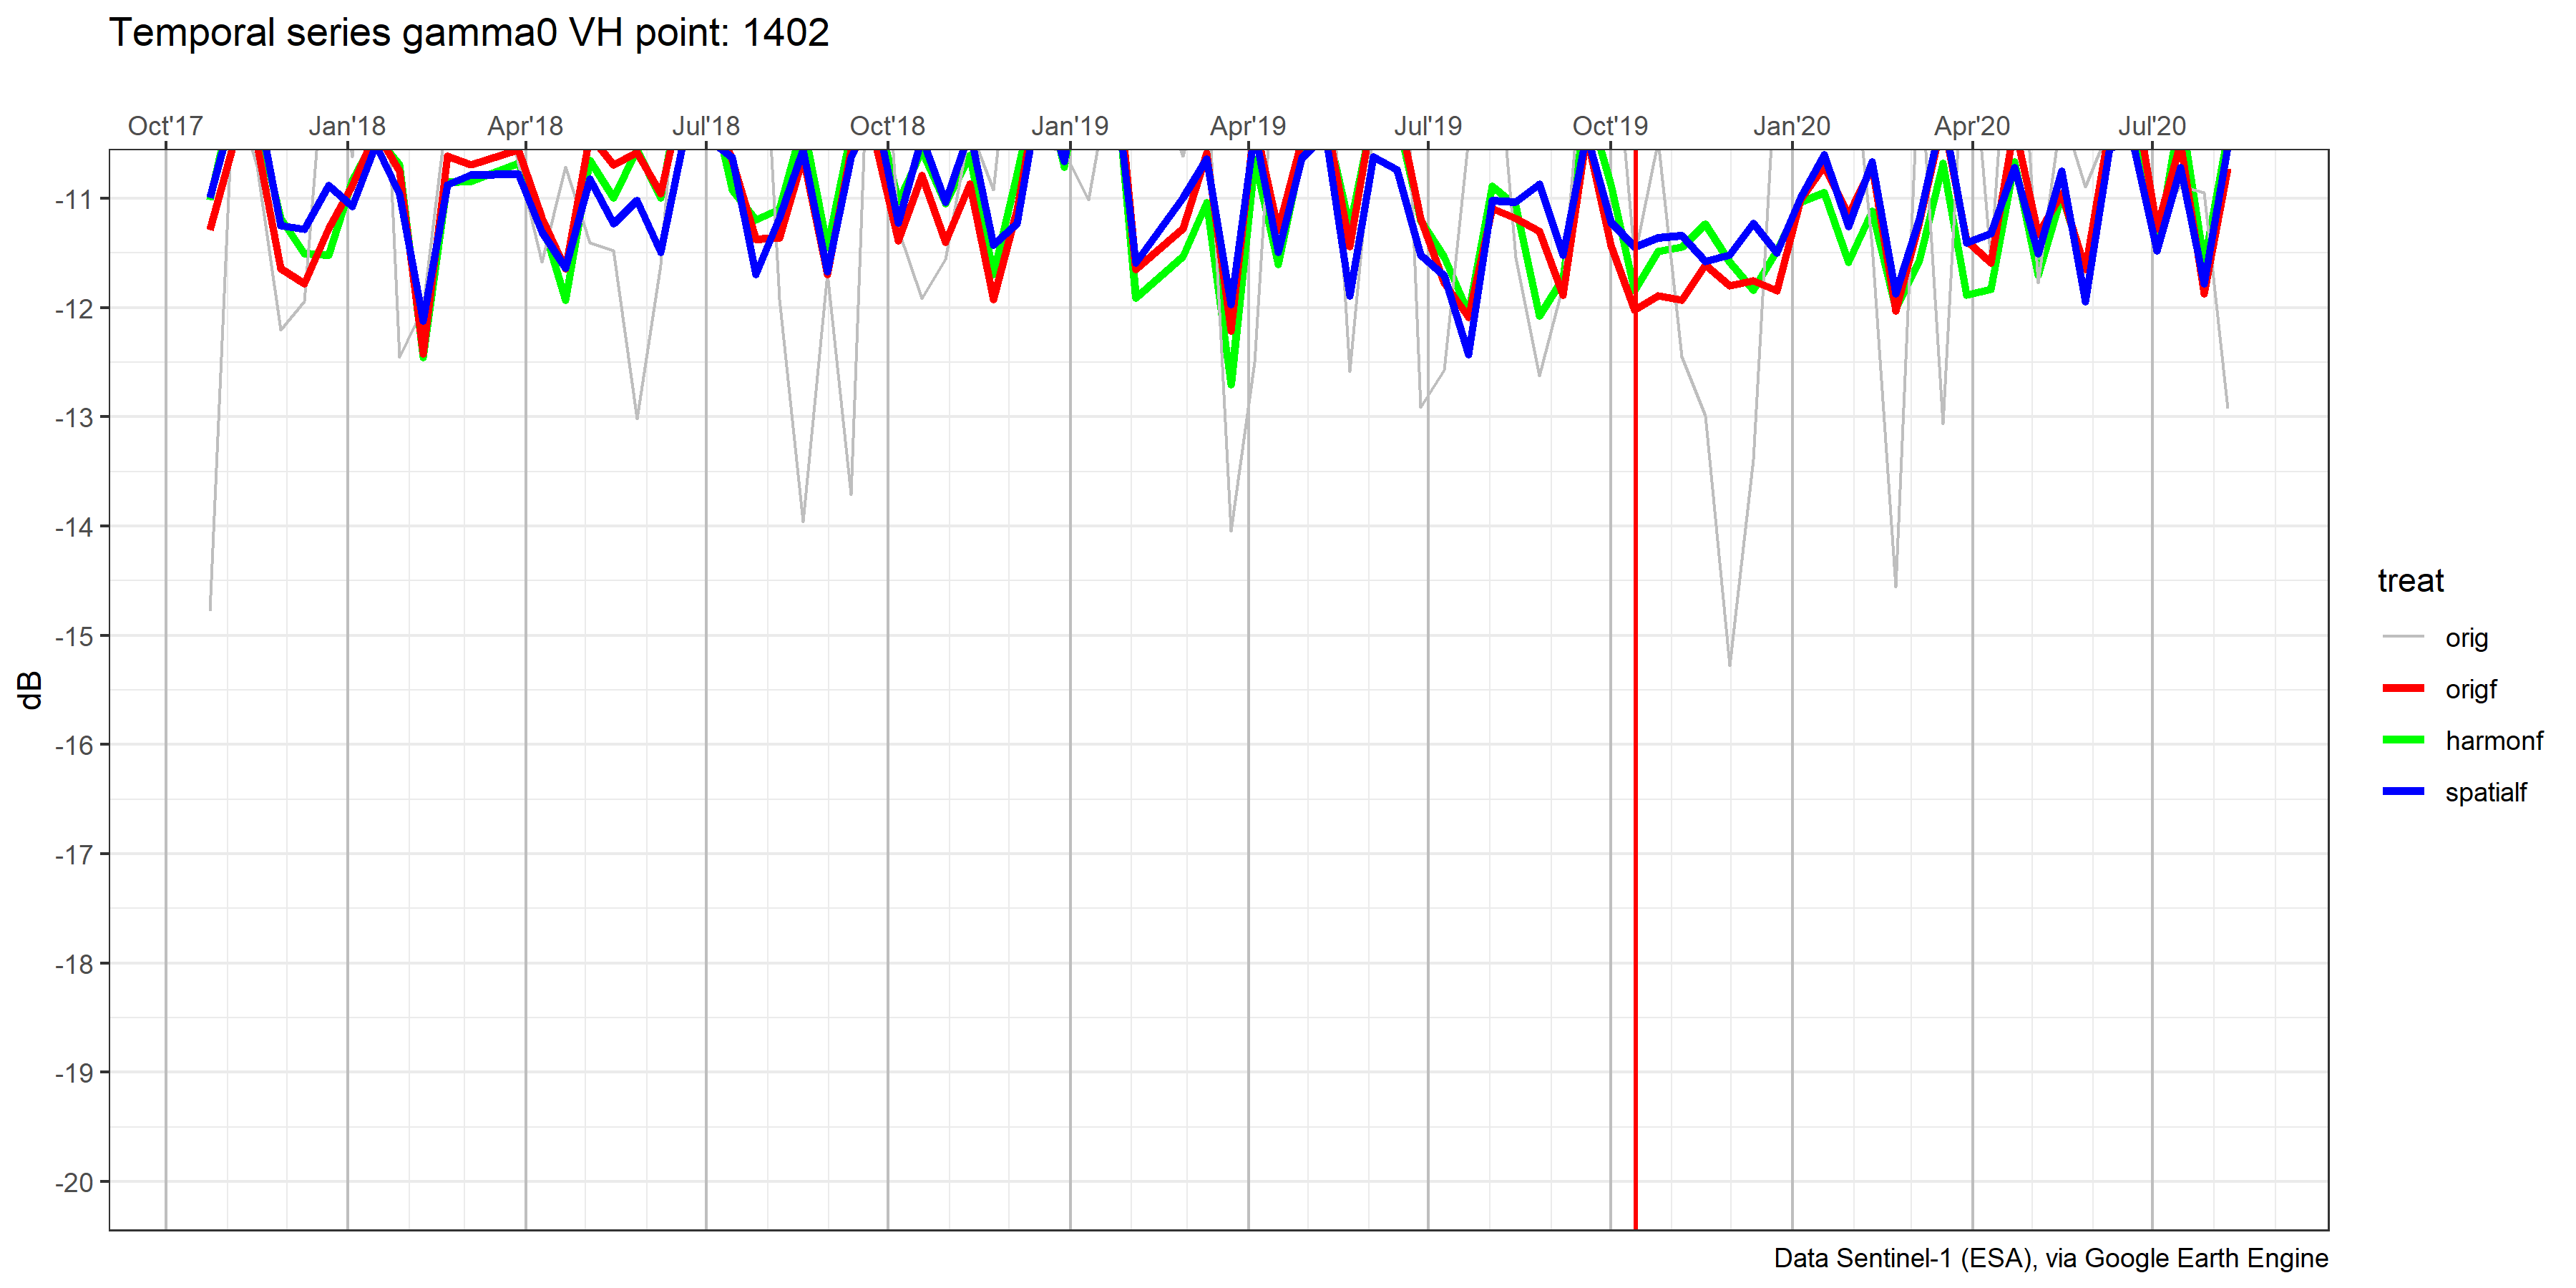 Temporal series gamma0 VH point: 1402
Oct'17 Jan'18 Apr'18 Jul'18 Oct'18 Jan'19 Apr'19 Jul'19 Oct'19 Jan'20 Apr'20 Jul'20
-11
-12
-13
-14
-15
-16
-17
-18
-19
-20
dB
treat
orig
origf
harmonf
spatialf
Data Sentinel-1 (ESA), via Google Earth Engine